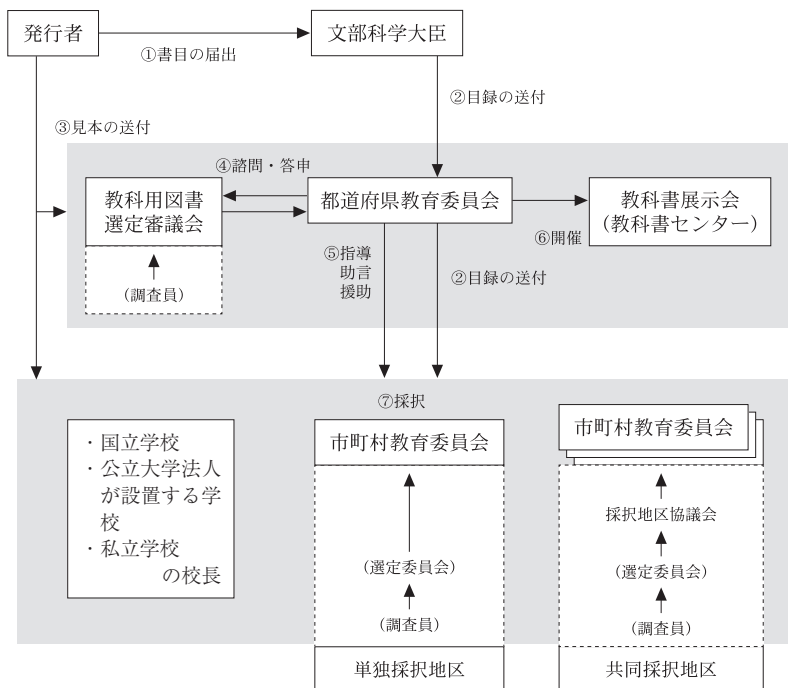 発行者
文部科学大臣
①書目の届出
②目録の送付
③見本の送付
④諮問・答申
教科用図書
選定審議会
都道府県教育委員会
教科書展示会
（教科書センター）
⑤指導
助言
援助
⑥開催
②目録の送付
（調査員）
⑦採択
・国立学校
・公立大学法人
が設置する学
校
・私立学校
の校長
市町村教育委員会
（選定委員会）
（調査員）
単独採択地区
市町村教育委員会
採択地区協議会
（選定委員会）
（調査員）
共同採択地区